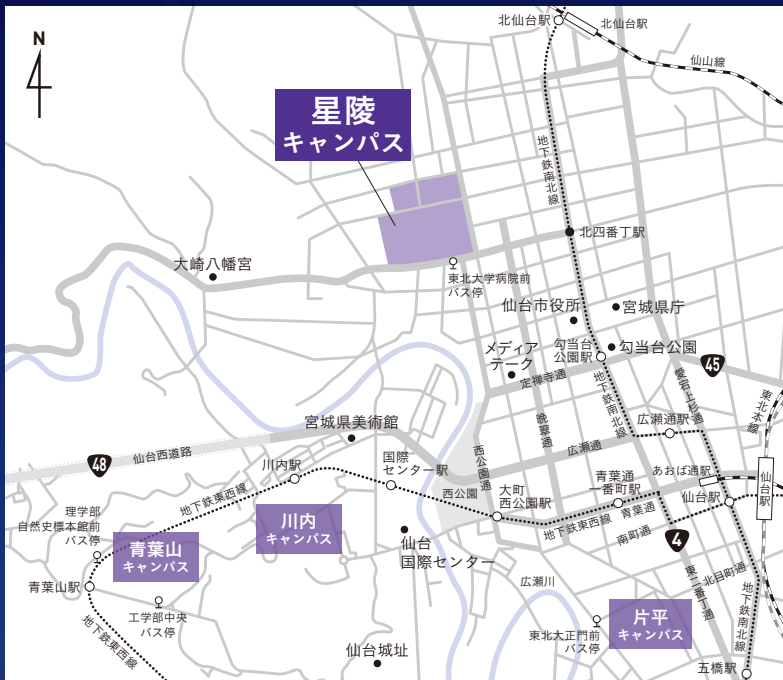 北仙台駅
北仙台駅
N
仙山線
星陵
キャンパス
地下鉄南北線
北四番丁駅
大崎八幡宮
東北大学病院前
バス停
仙台市役所
宮城県庁
勾当台
公園駅
勾当台公園
メディア
テーク
定禅寺通
45
地下鉄南北線
愛宕上杉通
東北本線
晩翠通
宮城県美術館
西公園通
広瀬通
広瀬通駅
48
仙台西道路
川内駅
国際
センター駅
西公園
大町
西公園駅
青葉通
一番町駅
あおば通駅
仙台駅
仙台駅
地下鉄東西線
理学部
自然史標本館前
バス停
青葉山
キャンパス
川内
キャンパス
仙台
国際センター
地下鉄東西線
青葉通
南町通
4
青葉山駅
工学部中央
バス停
広瀬川
東二番丁通
北目町通
地下鉄南北線
片平
キャンパス
東北大正門前
バス停
地下鉄東西線
仙台城址
五橋駅